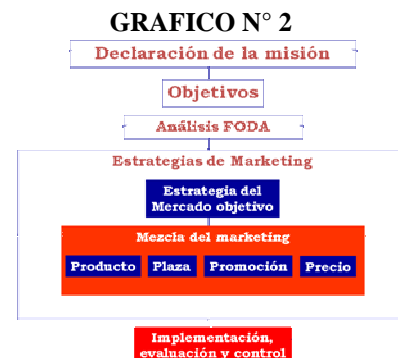 GRAFICO N° 2
Declaración de la misión
Objetivos
Análisis FODA
Estrategias de Marketing
Estrategia del
Mercado objetivo
Mezcla del marketing
Producto Plaza Promoción Precio
Implementación,
evaluación y control